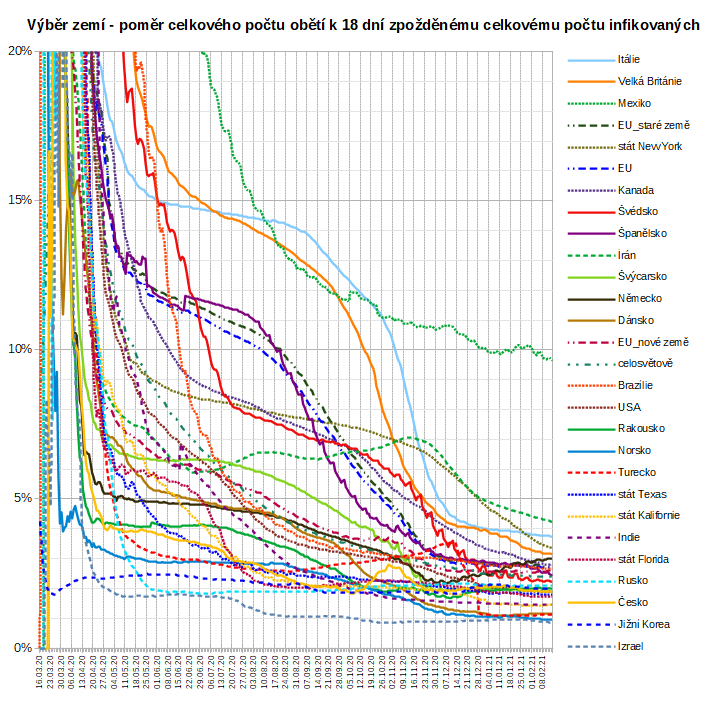 Výběr zemí - poměr celkového počtu obětí k 18 dní zpožděnému celkovému počtu infikovaných
20%
15%
10%
5%
0%
Itálie
Velká Británie
Mexiko
EU_staré země
stát NewYork
EU
Kanada
Švédsko
Španělsko
Irán
Švýcarsko
Německo
Dánsko
EU_nové země
celosvětově
Brazílie
USA
Rakousko
Norsko
Turecko
stát Texas
stát Kalifornie
Indie
stát Florida
Rusko
Česko
Jižní Korea
Izrael
16.03.20
23.03.20
30.03.20
06.04.20
13.04.20
20.04.20
27.04.20
04.05.20
11.05.20
18.05.20
25.05.20
01.06.20
08.06.20
15.06.20
22.06.20
29.06.20
06.07.20
13.07.20
20.07.20
27.07.20
03.08.20
10.08.20
17.08.20
24.08.20
31.08.20
07.09.20
14.09.20
21.09.20
28.09.20
05.10.20
12.10.20
19.10.20
26.10.20
02.11.20
09.11.20
16.11.20
23.11.20
30.11.20
07.12.20
14.12.20
21.12.20
28.12.20
04.01.21
11.01.21
18.01.21
25.01.21
01.02.21
08.02.21